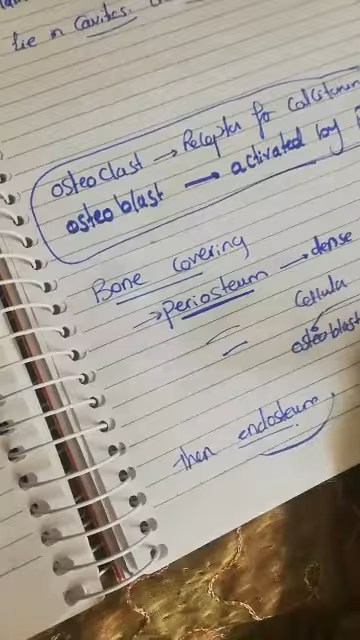 lie in cavities.
osteoclast → Receptor for calcitonin
osteoblast → activated by
Bone covering
→ periosteum → dense
Cellula
osteoblast
then endosteum